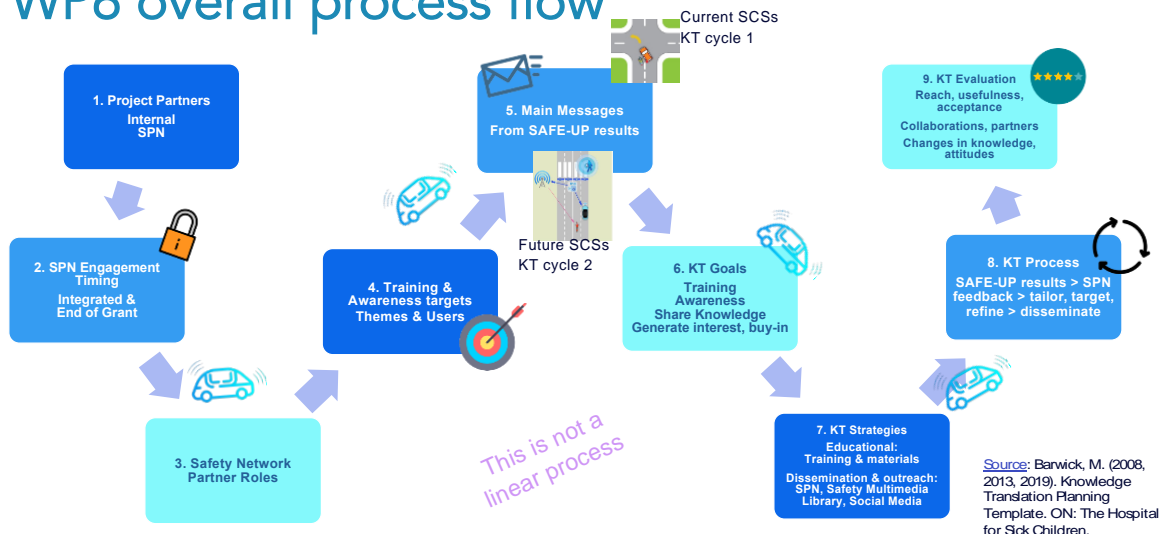 WP6 overall process flow
Current SCSs
KT cycle 1
1. Project Partners
Internal
SPN
2. SPN Engagement
Timing
Integrated &
End of Grant
3. Safety Network
Partner Roles
4. Training &
Awareness targets
Themes & Users
5. Main Messages
From SAFE-UP results
Future SCSs
KT cycle 2
6. KT Goals
Training
Awareness
Share Knowledge
Generate interest, buy-in
7. KT Strategies
Educational:
Training & materials
Dissemination & outreach:
SPN, Safety Multimedia
Library, Social Media
8. KT Process
SAFE-UP results > SPN
feedback > tailor, target,
refine > disseminate
9. KT Evaluation
Reach, usefulness,
acceptance
Collaborations, partners
Changes in knowledge,
attitudes
This is not a
linear process
Source: Barwick, M. (2008,
2013, 2019). Knowledge
Translation Planning
Template. ON: The Hospital
for Sick Children.